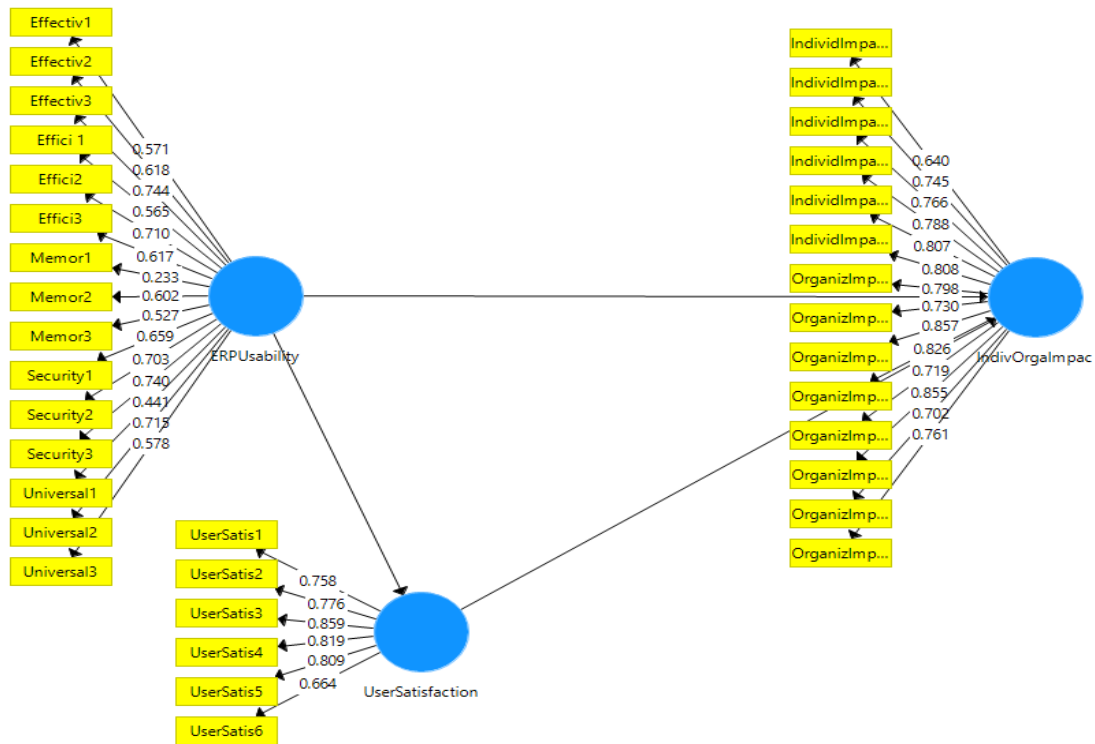 Effectiv1
Effectiv2
Effectiv3
Effici 1
Effici2
Effici3
Memor1
Memor2
Memor3
Security1
Security2
Security3
Universal1
Universal2
Universal3
0.571
0.618
0.744
0.565
0.710
0.617
0.233
0.602
0.527
0.659
0.703
0.740
0.441
0.715
0.578
ERPUsability
UserSatis1
UserSatis2
UserSatis3
UserSatis4
UserSatis5
UserSatis6
0.758
0.776
0.859
0.819
0.809
0.664
UserSatisfaction
IndividImpa...
IndividImpa...
IndividImpa...
IndividImpa...
IndividImpa...
IndividImpa...
OrganizImp...
OrganizImp...
OrganizImp...
OrganizImp...
OrganizImp...
OrganizImp...
OrganizImp...
OrganizImp...
0.640
0.745
0.766
0.788
0.807
0.808
0.798
0.730
0.857
0.826
0.719
0.855
0.702
0.761
IndivOrgaImpac